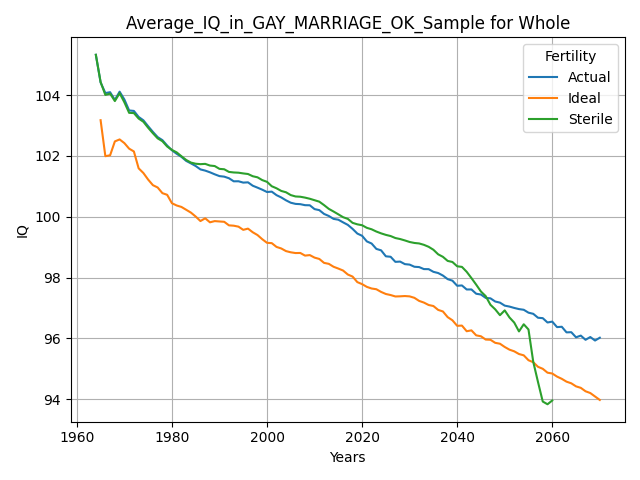 Average_IQ_in_GAY_MARRIAGE_OK_Sample for Whole
Fertility
Actual
Ideal
Sterile
IQ
104
102
100
98
96
94
1960
1980
2000
2020
2040
2060
Years